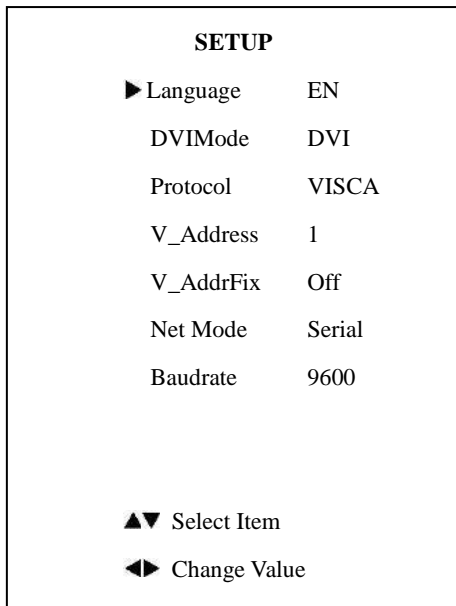 SETUP
▶Language EN
DVIMode DVI
Protocol VISCA
V_Address 1
V_AddrFix Off
Net Mode Serial
Baudrate 9600
▲▼ Select Item
◀▶ Change Value